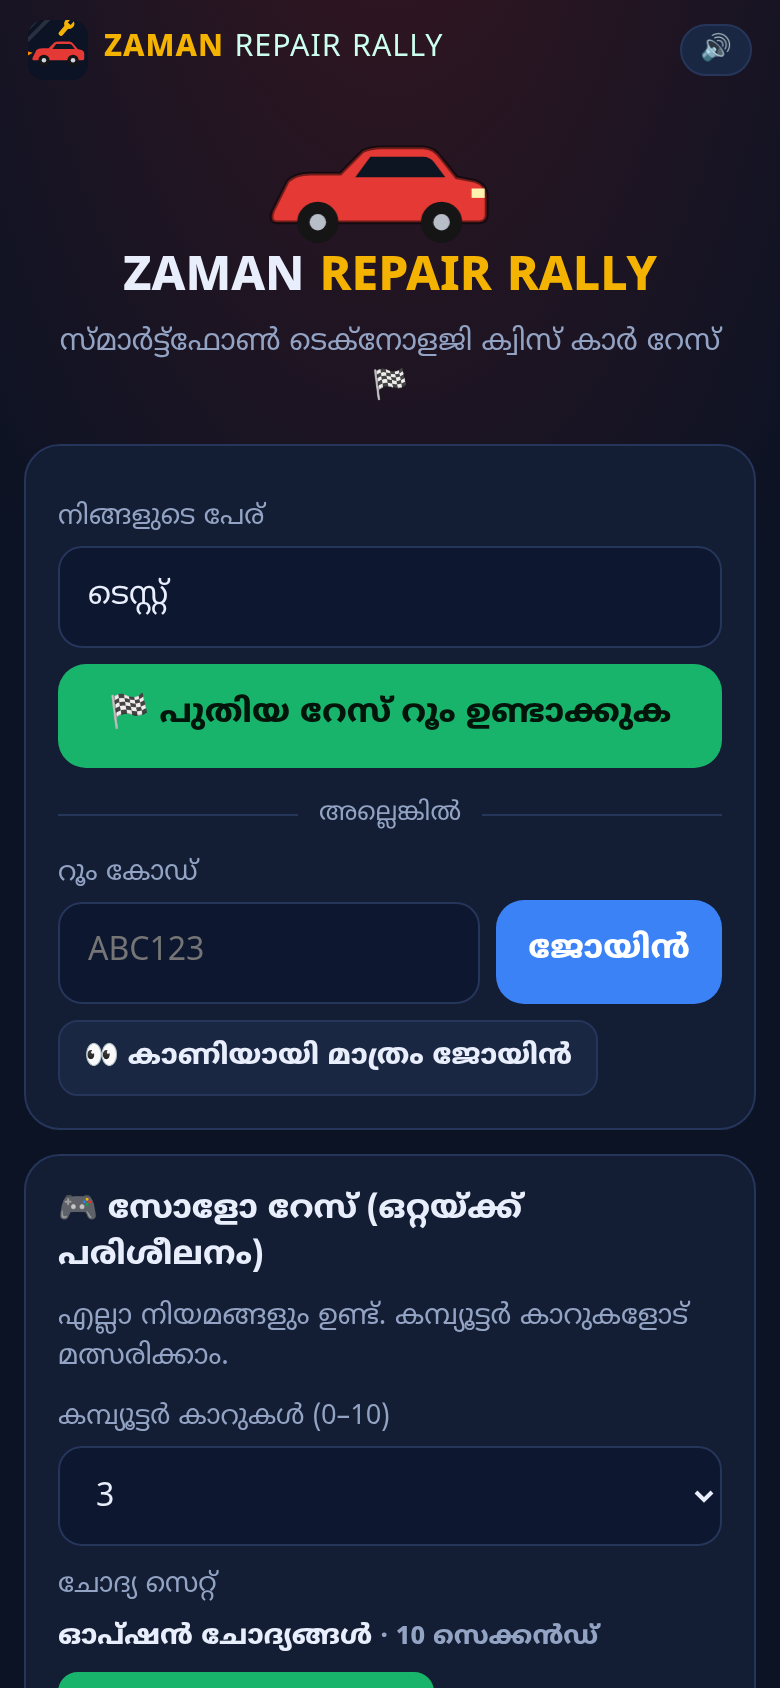 ZAMAN REPAIR RALLY
ZAMAN REPAIR RALLY
സ്മാർട്ട്ഫോൺ ടെക്നോളജി ക്വിസ് കാർ റേസ്
🏁
നിങ്ങളുടെ പേര്
ടെസ്റ്റ്
🏁 പുതിയ റേസ് റൂം ഉണ്ടാക്കുക
അല്ലെങ്കിൽ
റൂം കോഡ്
ABC123
ജോയിൻ
👀 കാണിയായി മാത്രം ജോയിൻ
🎮 സോളോ റേസ് (ഒറ്റയ്ക്ക്
പരിശീലനം)
എല്ലാ നിയമങ്ങളും ഉണ്ട്. കമ്പ്യൂട്ടർ കാറുകളോട്
മത്സരിക്കാം.
കമ്പ്യൂട്ടർ കാറുകൾ (0–10)
3
ചോദ്യ സെറ്റ്
ഓപ്ഷൻ ചോദ്യങ്ങൾ · 10 സെക്കൻഡ്